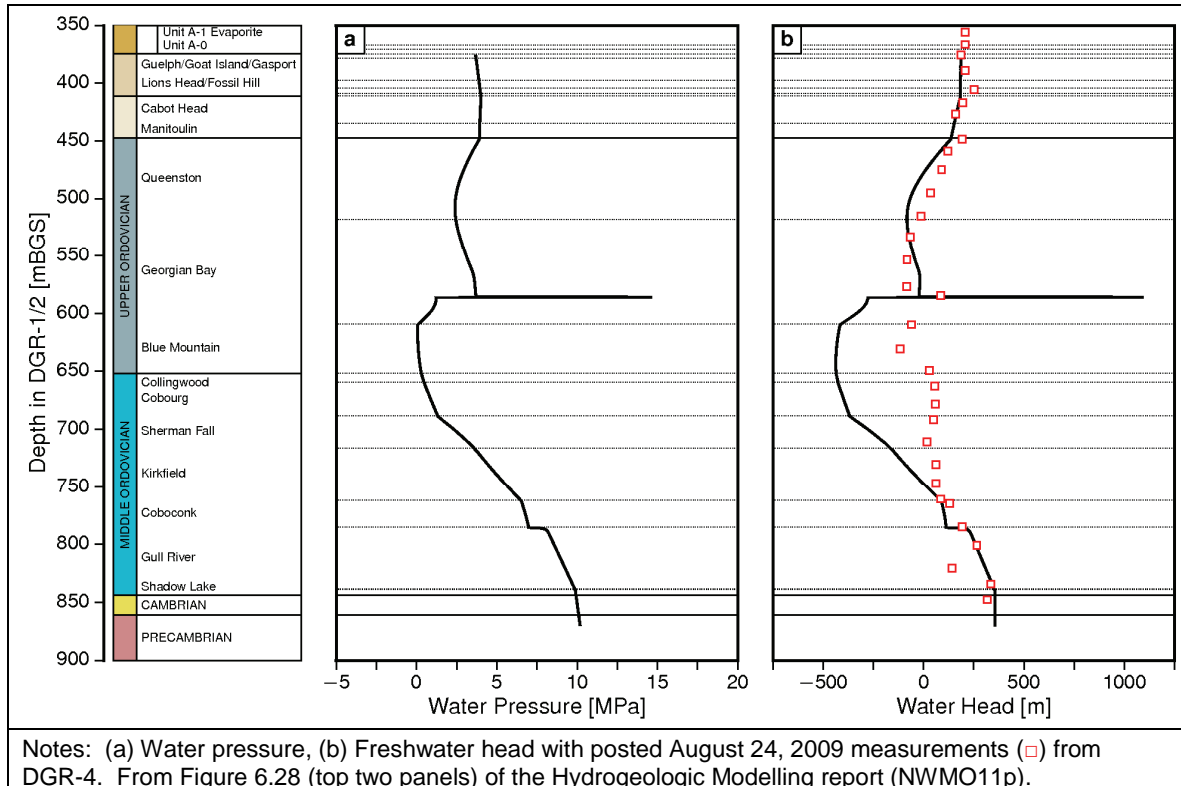 Depth in DGR-1/2 [mBGS]
350
400
450
500
550
600
650
700
750
800
850
900
UPPER ORDOVICIAN
MIDDLE ORDOVICIAN
Unit A-1 Evaporite
Unit A-0
Guelph/Goat Island/Gasport
Lions Head/Fossil Hill
Cabot Head
Manitoulin
Queenston
Georgian Bay
Blue Mountain
Collingwood
Cobourg
Sherman Fall
Kirkfield
Coboconk
Gull River
Shadow Lake
CAMBRIAN
PRECAMBRIAN
a
−5 0 5 10 15 20
Water Pressure [MPa]
b
−500 0 500 1000
Water Head [m]
Notes: (a) Water pressure, (b) Freshwater head with posted August 24, 2009 measurements (□) from
DGR-4. From Figure 6.28 (top two panels) of the Hydrogeologic Modelling report (NWMO11p).